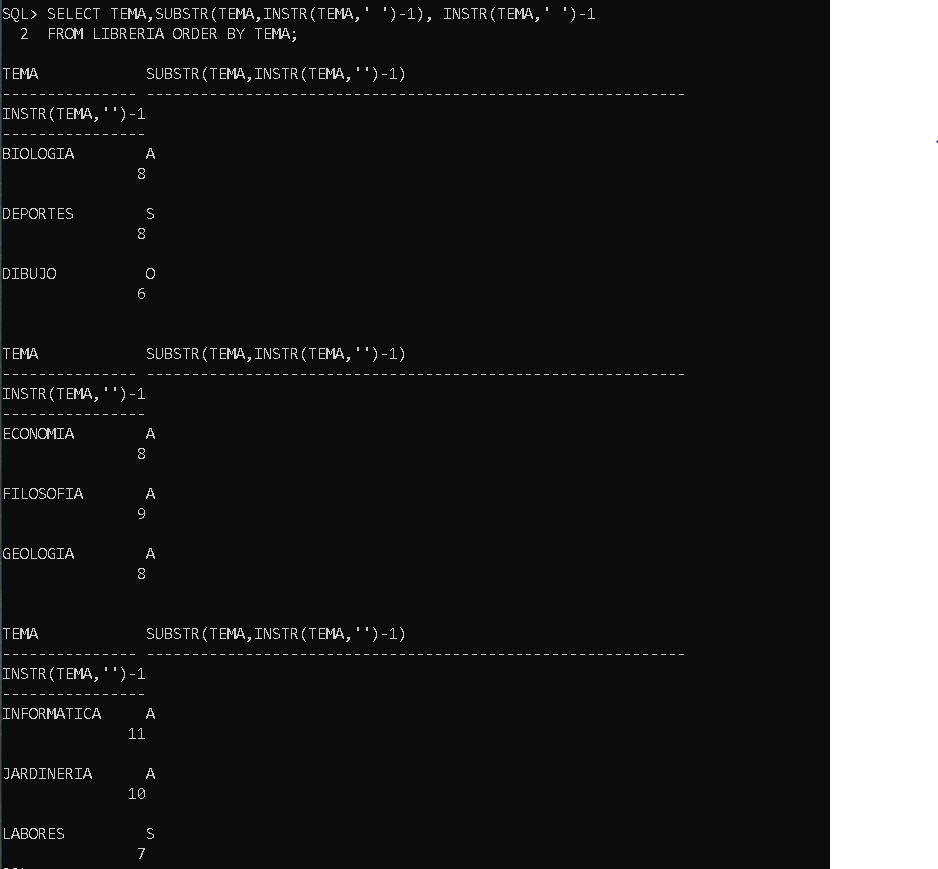 SQL> SELECT TEMA,SUBSTR(TEMA,INSTR(TEMA,' ')-1), INSTR(TEMA,' ')-1
  2  FROM LIBRERIA ORDER BY TEMA;
TEMA            SUBSTR(TEMA,INSTR(TEMA,'')-1)
--------------- ------------------------------------------------------------
INSTR(TEMA,'')-1
----------------
BIOLOGIA        A
               8
DEPORTES        S
               8
DIBUJO          O
               6
TEMA            SUBSTR(TEMA,INSTR(TEMA,'')-1)
--------------- ------------------------------------------------------------
INSTR(TEMA,'')-1
----------------
ECONOMIA        A
               8
FILOSOFIA       A
               9
GEOLOGIA        A
               8
TEMA            SUBSTR(TEMA,INSTR(TEMA,'')-1)
--------------- ------------------------------------------------------------
INSTR(TEMA,'')-1
----------------
INFORMATICA     A
              11
JARDINERIA      A
              10
LABORES         S
               7